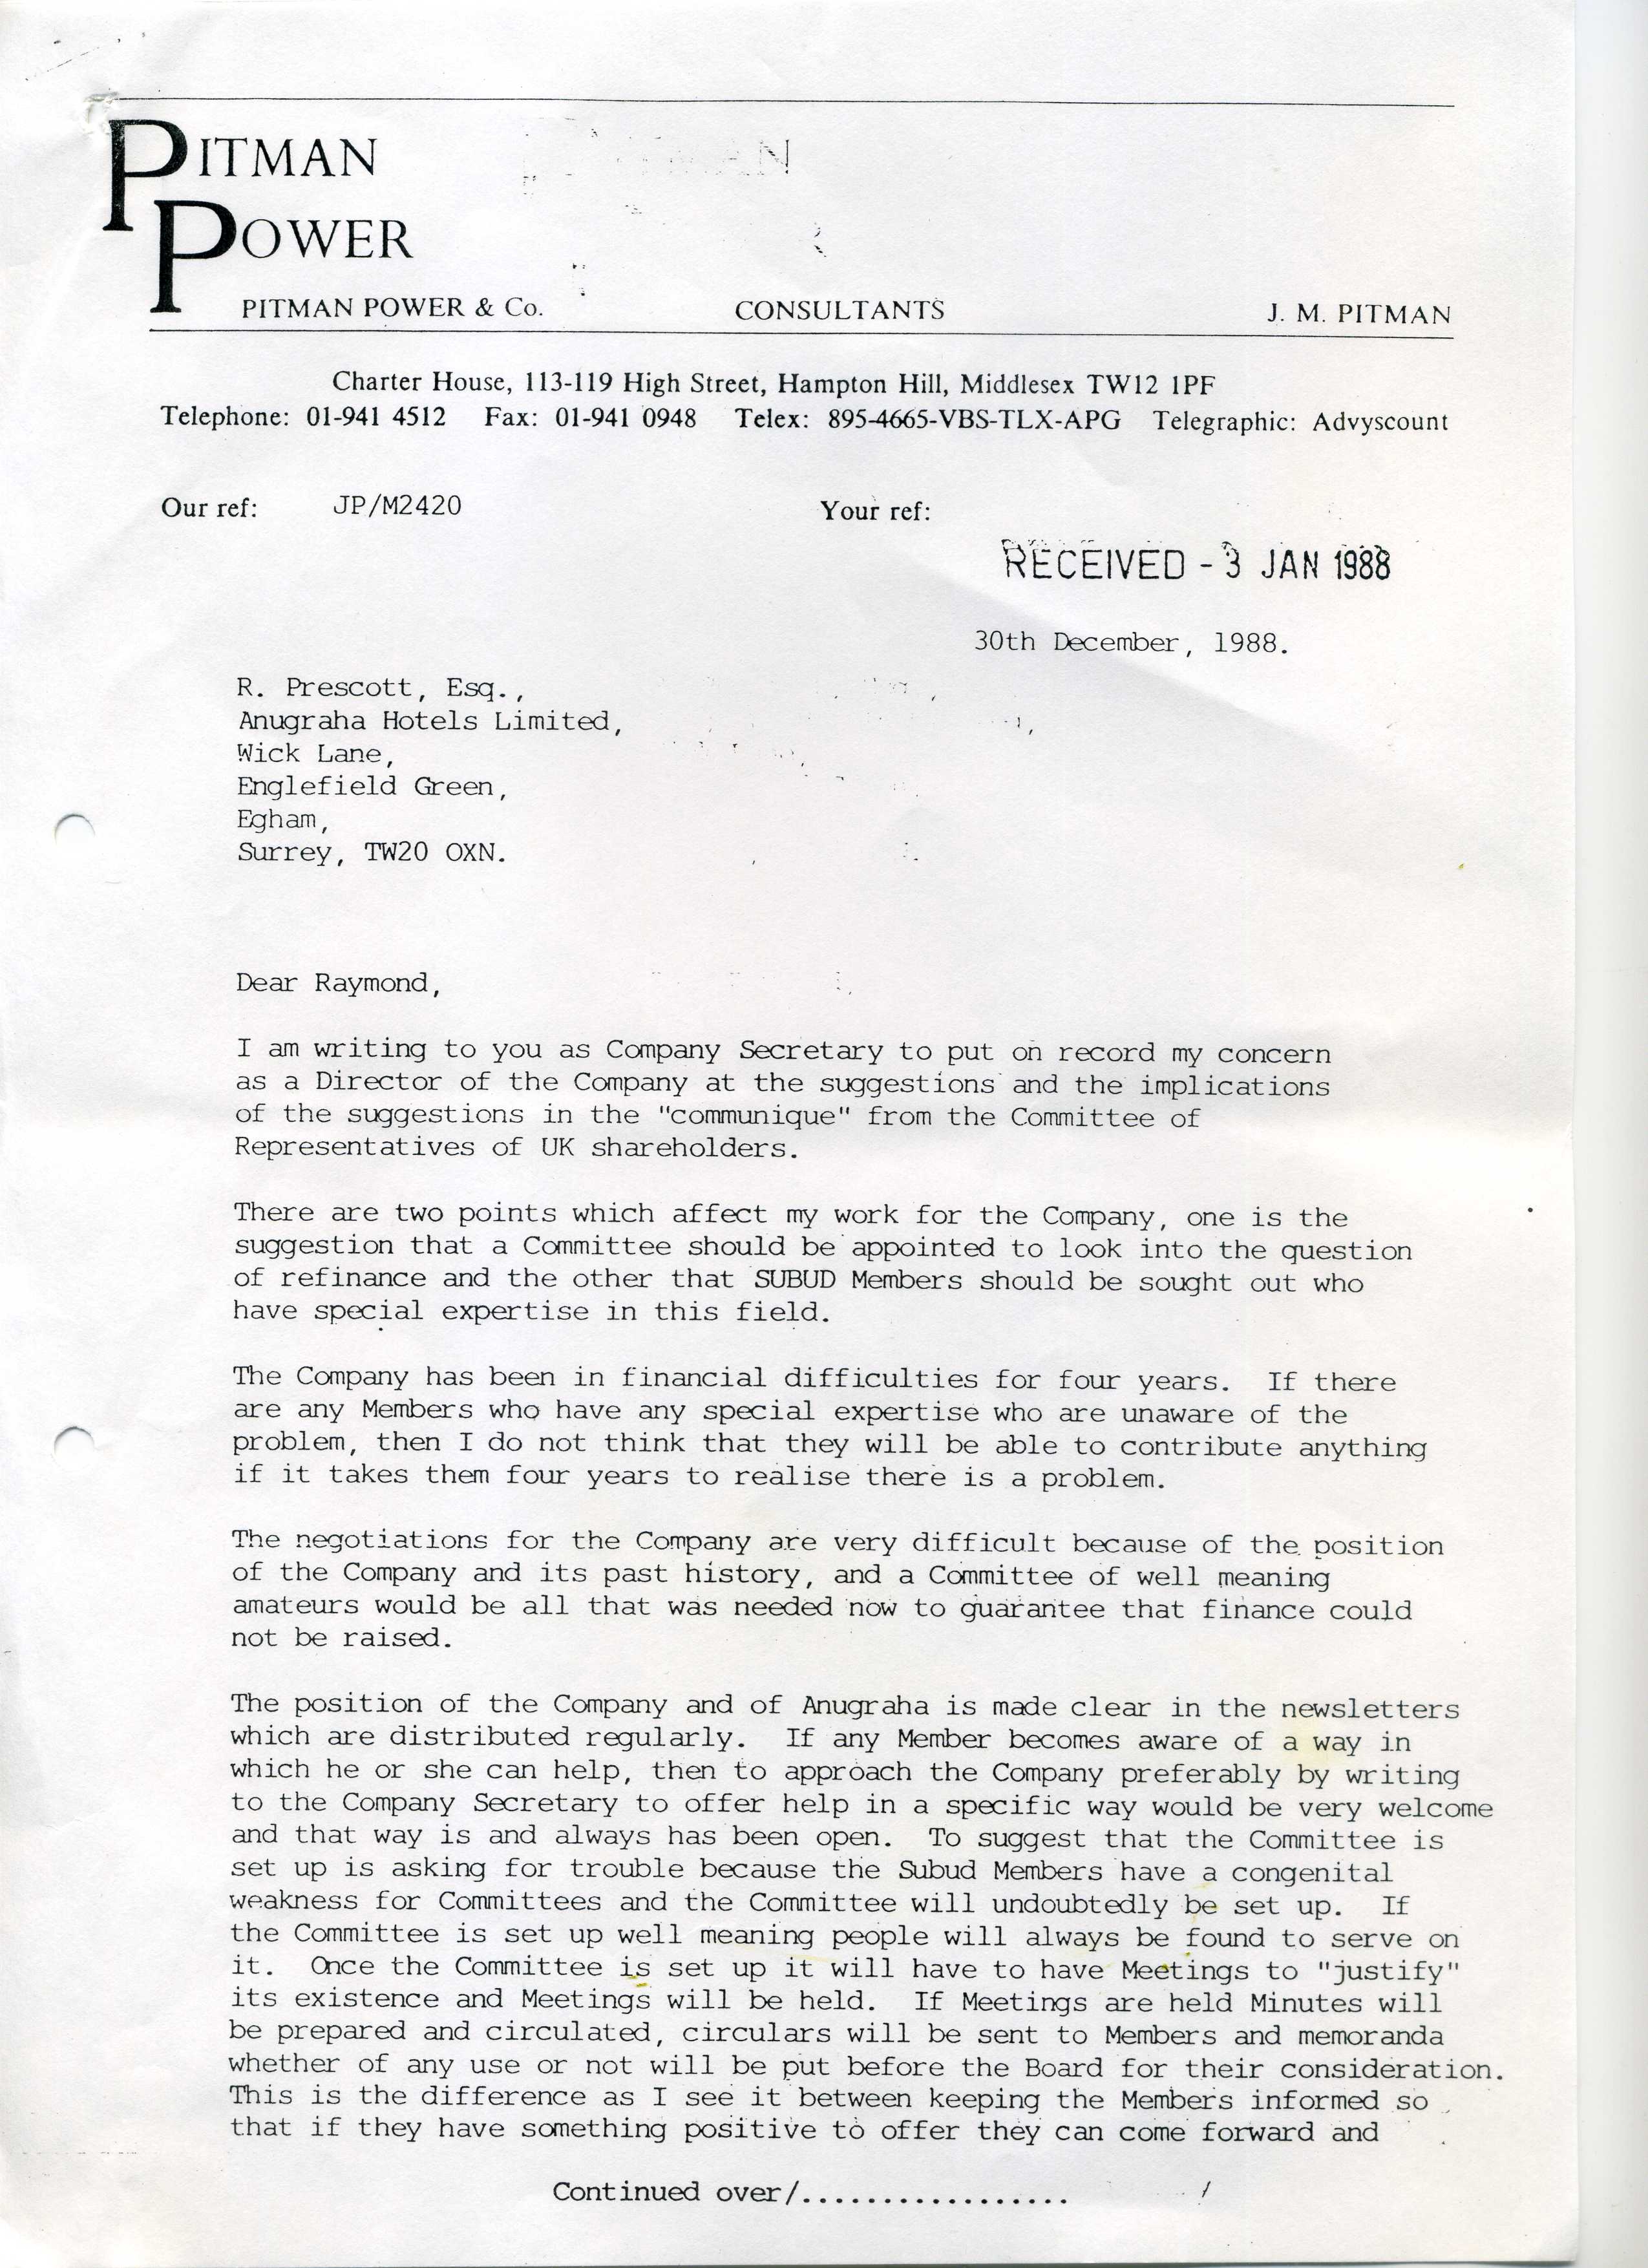 PITMAN
POWER
PITMAN POWER & Co. CONSULTANTS J. M. PITMAN
Charter House, 113-119 High Street, Hampton Hill, Middlesex TW12 1PF
Telephone: 01-941 4512 Fax: 01-941 0948 Telex: 895-4665-VBS-TLX-APG Telegraphic: Advyscount
Our ref: JP/M2420 Your ref:
RECEIVED - 3 JAN 1988
30th December, 1988.
R. Prescott, Esq.,
Anugraha Hotels Limited,
Wick Lane,
Englefield Green,
Egham,
Surrey, TW20 OXN.
Dear Raymond,
I am writing to you as Company Secretary to put on record my concern
as a Director of the Company at the suggestions and the implications
of the suggestions in the "communique" from the Committee of
Representatives of UK shareholders.
There are two points which affect my work for the Company, one is the
suggestion that a Committee should be appointed to look into the question
of refinance and the other that SUBUD Members should be sought out who
have special expertise in this field.
The Company has been in financial difficulties for four years. If there
are any Members who have any special expertise who are unaware of the
problem, then I do not think that they will be able to contribute anything
if it takes them four years to realise there is a problem.
The negotiations for the Company are very difficult because of the position
of the Company and its past history, and a Committee of well meaning
amateurs would be all that was needed now to guarantee that finance could
not be raised.
The position of the Company and of Anugraha is made clear in the newsletters
which are distributed regularly. If any Member becomes aware of a way in
which he or she can help, then to approach the Company preferably by writing
to the Company Secretary to offer help in a specific way would be very welcome
and that way is and always has been open. To suggest that the Committee is
set up is asking for trouble because the Subud Members have a congenital
weakness for Committees and the Committee will undoubtedly be set up. If
the Committee is set up well meaning people will always be found to serve on
it. Once the Committee is set up it will have to have Meetings to "justify"
its existence and Meetings will be held. If Meetings are held Minutes will
be prepared and circulated, circulars will be sent to Members and memoranda
whether of any use or not will be put before the Board for their consideration.
This is the difference as I see it between keeping the Members informed so
that if they have something positive to offer they can come forward and
Continued over/..................